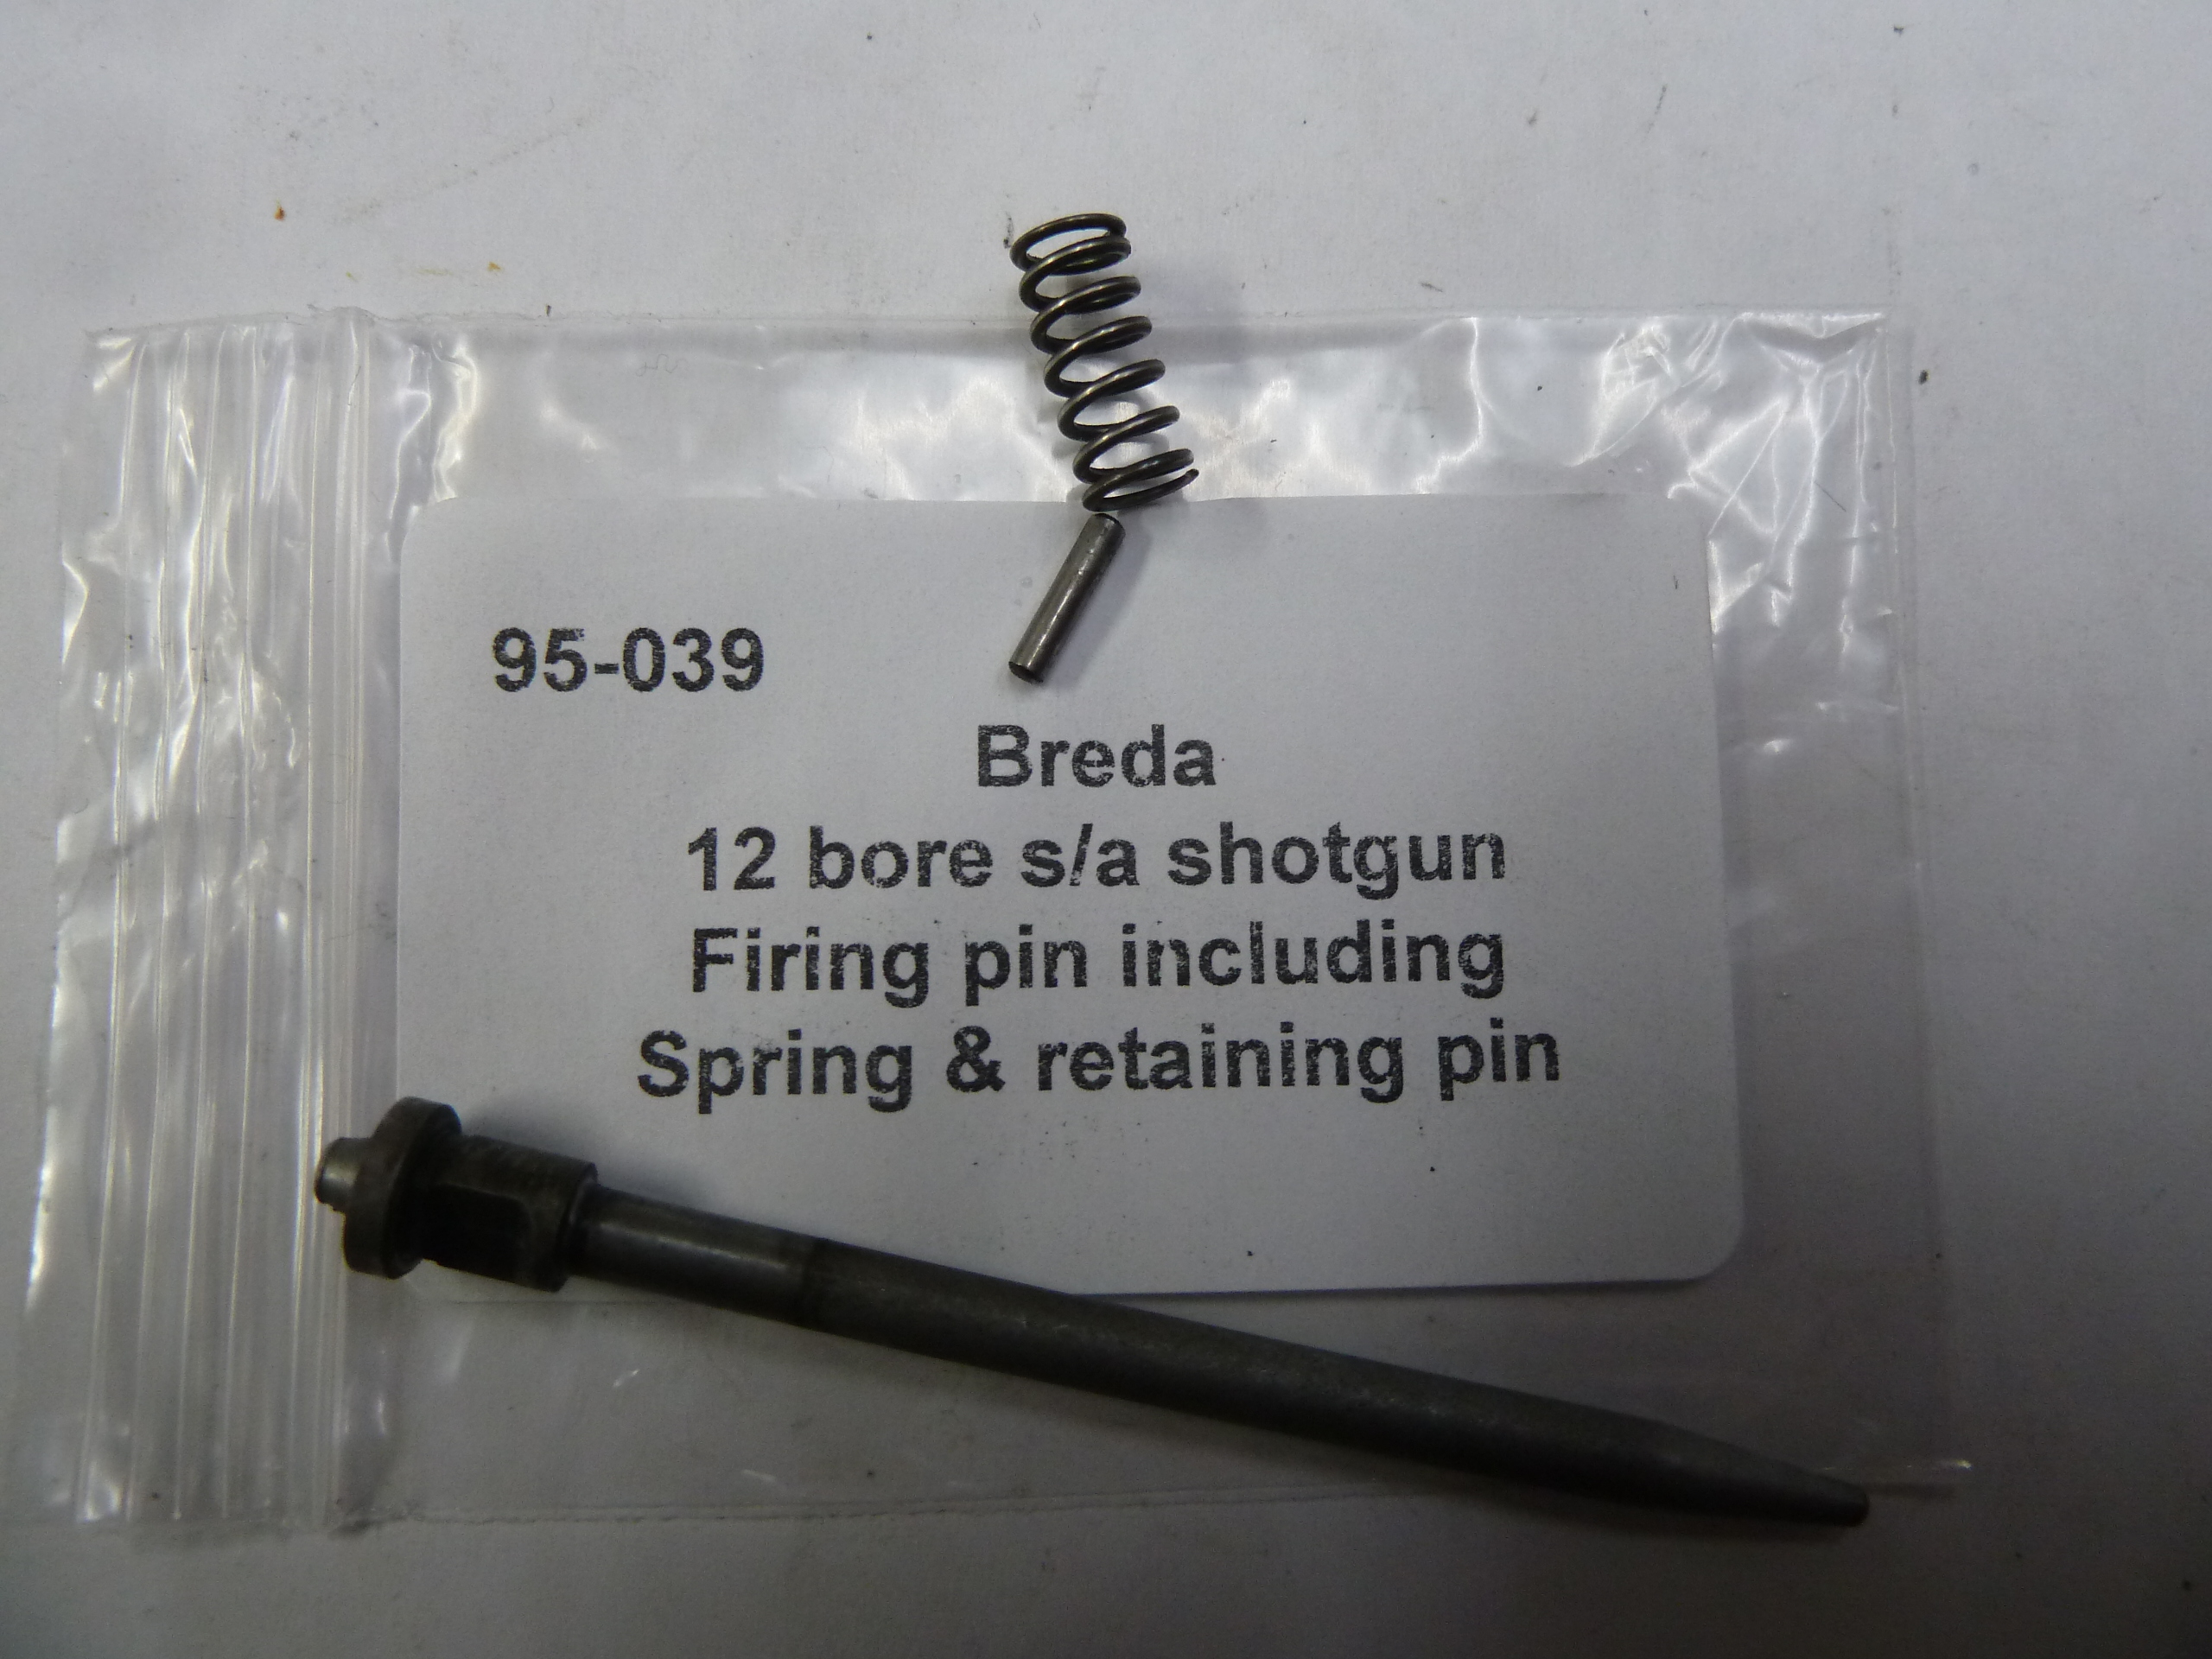 95-039
Breda
12 bore s/a shotgun
Firing pin including
Spring & retaining pin